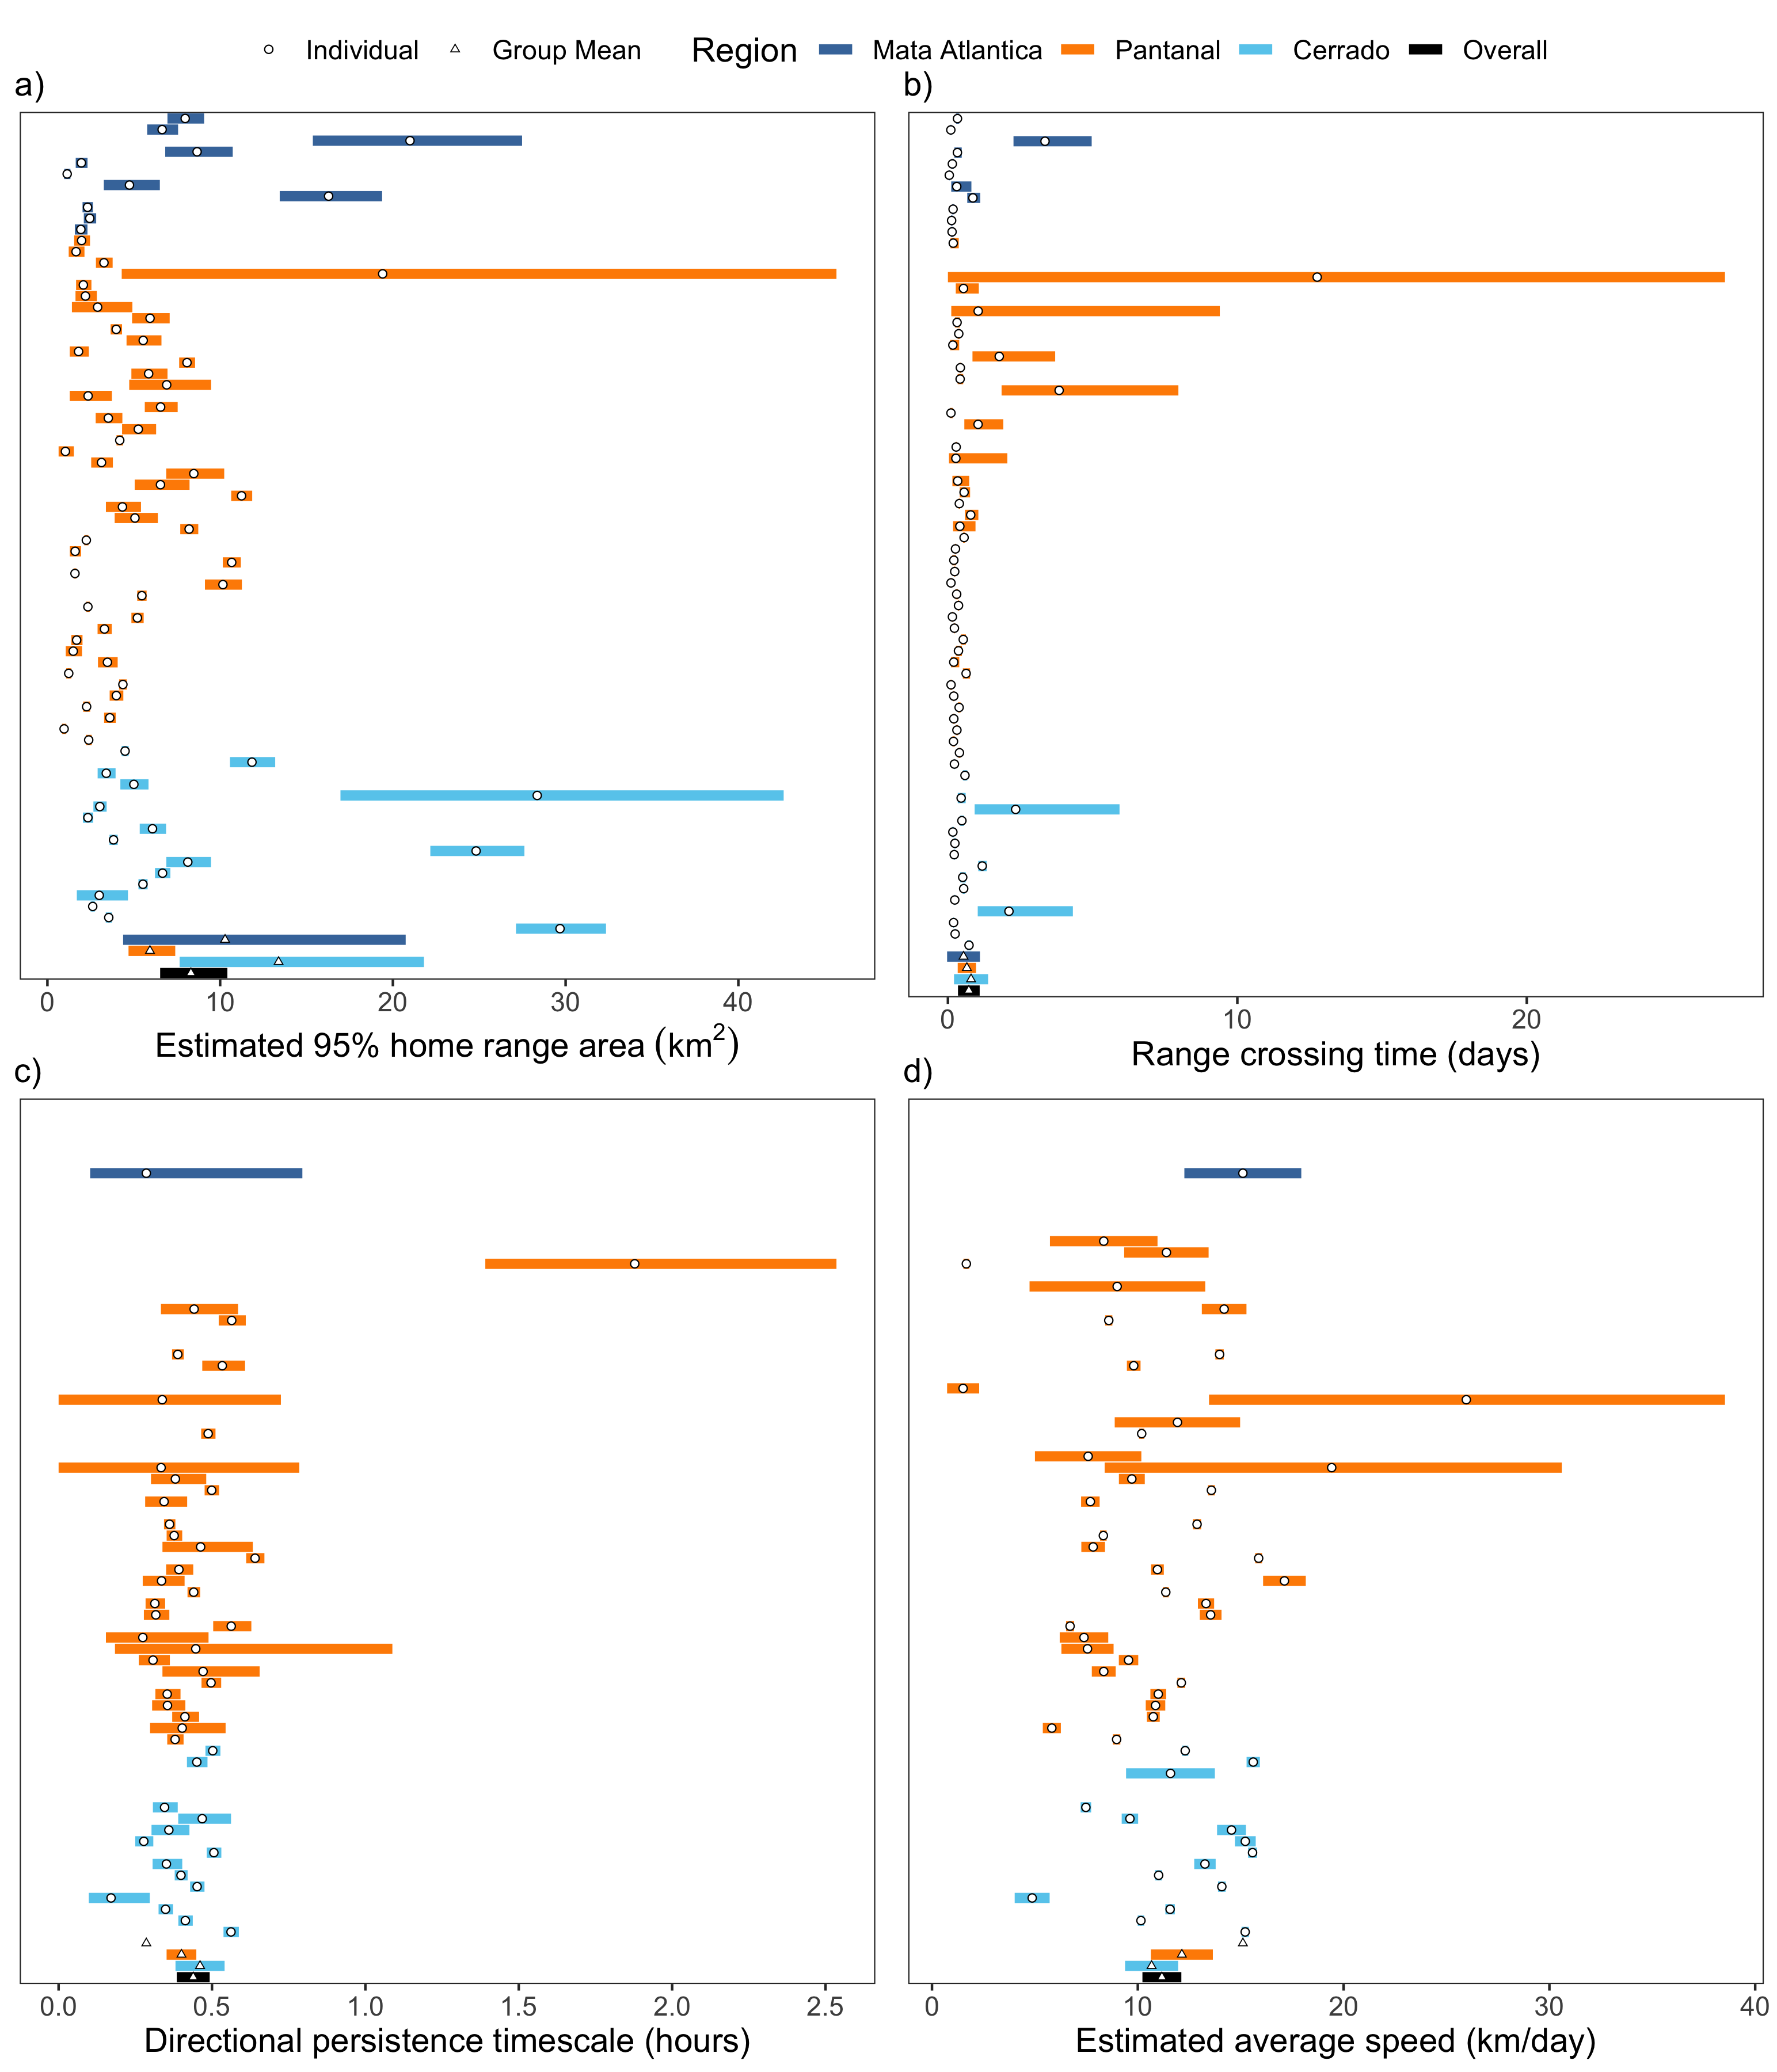 Individual Group Mean Region Mata Atlantica Pantanal Cerrado Overall
a) b)
0 10 20 30 40
Estimated 95% home range area (km²)
0 10 20
Range crossing time (days)
c) d)
0.0 0.5 1.0 1.5 2.0 2.5
Directional persistence timescale (hours)
0 10 20 30 40
Estimated average speed (km/day)